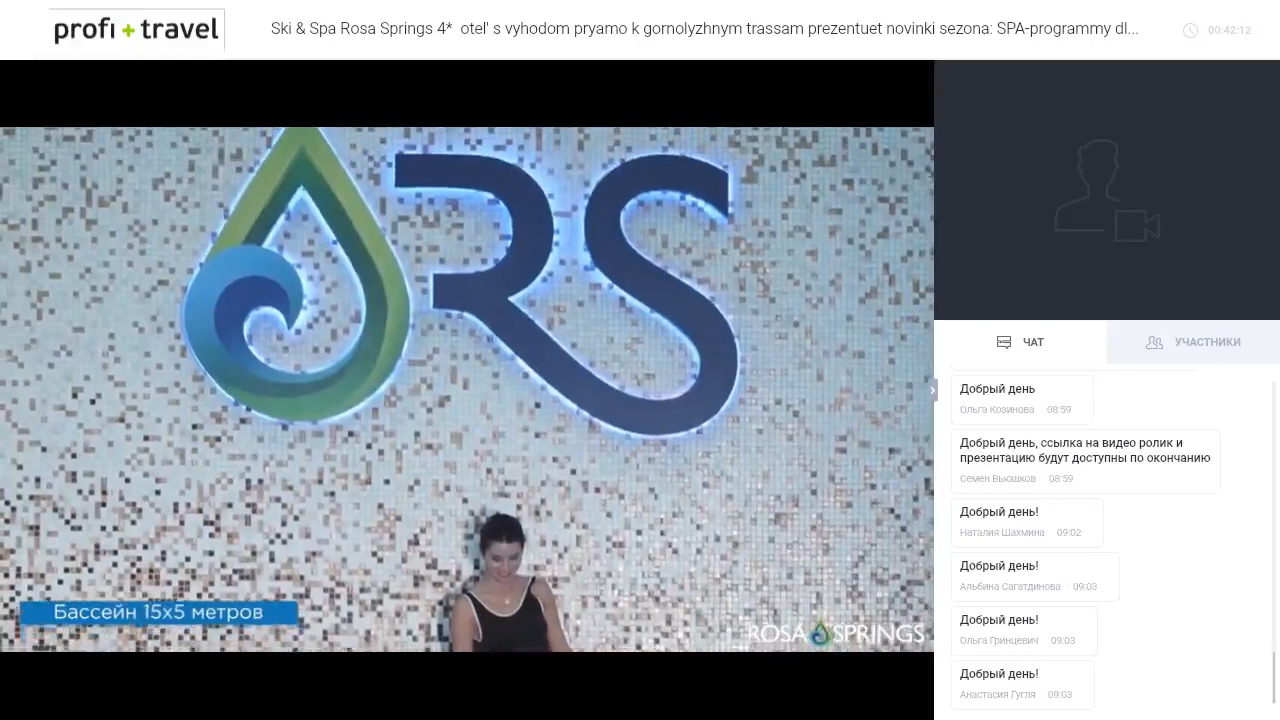 profi + travel
Ski & Spa Rosa Springs 4* otel' s vyhodom pryamo k gornolyzhnym trassam prezentuet novinki sezona: SPA-programmy dl...
00:42:12
RS
Бассейн 15x5 метров
ROSA SPRINGS
ЧАТ
УЧАСТНИКИ
Добрый день
Ольга Козинова 08:59
Добрый день, ссылка на видео ролик и
презентацию будут доступны по окончанию
Семен Вьюшков 08:59
Добрый день!
Наталия Шахмина 09:02
Добрый день!
Альбина Сагатдинова 09:03
Добрый день!
Ольга Гринцевич 09:03
Добрый день!
Анастасия Гугля 09:03